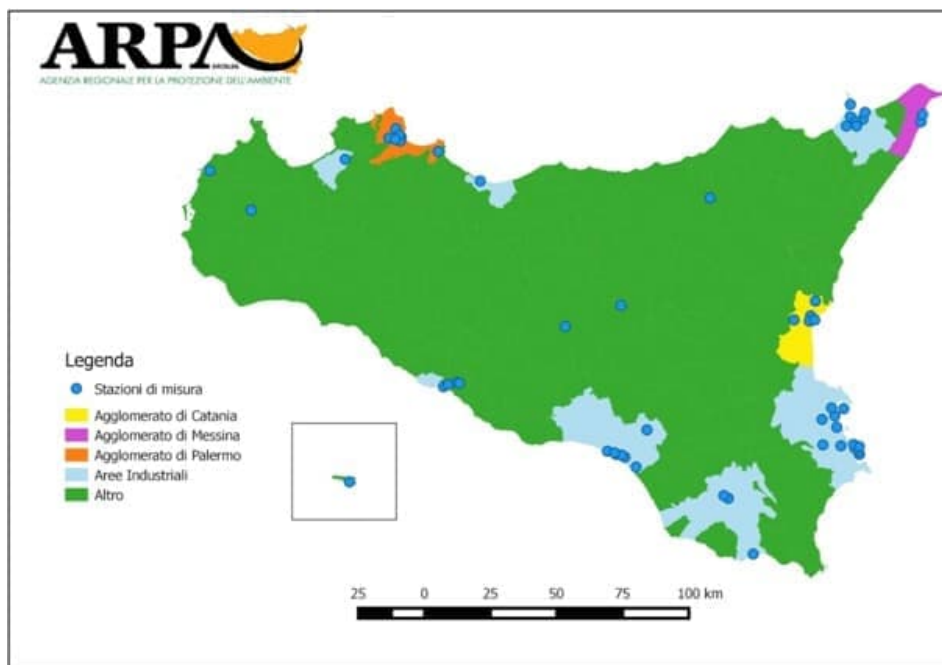 ARPA
SICILIA
AGENZIA REGIONALE PER LA PROTEZIONE DELL'AMBIENTE
Legenda
Stazioni di misura
Agglomerato di Catania
Agglomerato di Messina
Agglomerato di Palermo
Aree Industriali
Altro
25 0 25 50 75 100 km